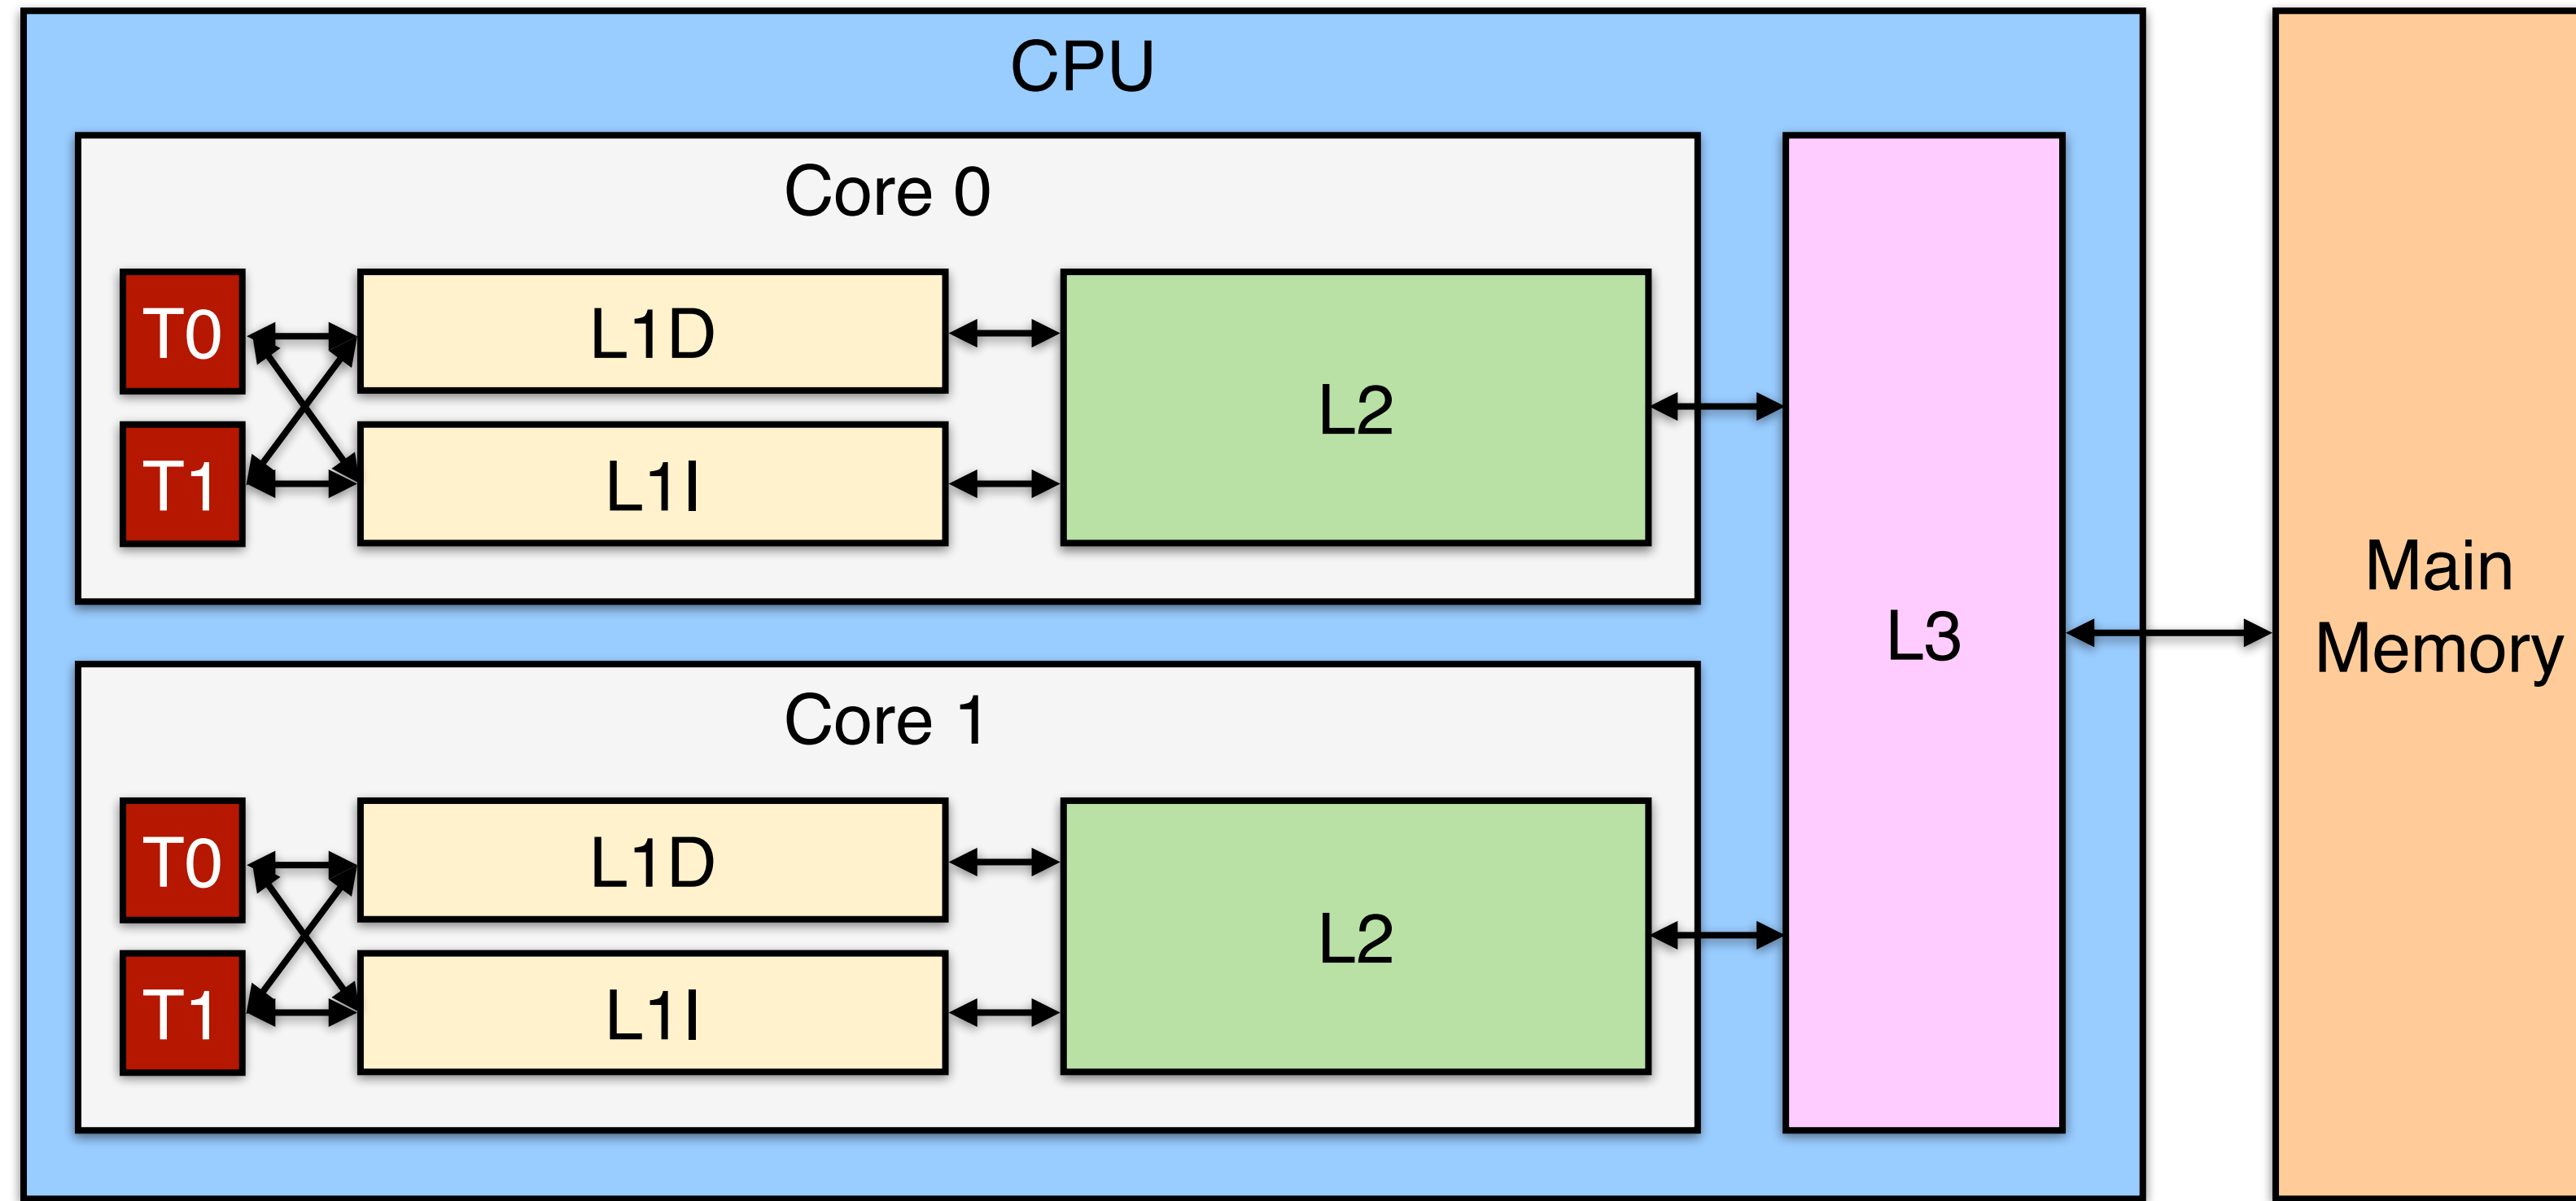 CPU
Core 0
T0
L1D
T1
L1I
L2
Core 1
T0
L1D
T1
L1I
L2
L3
Main
Memory